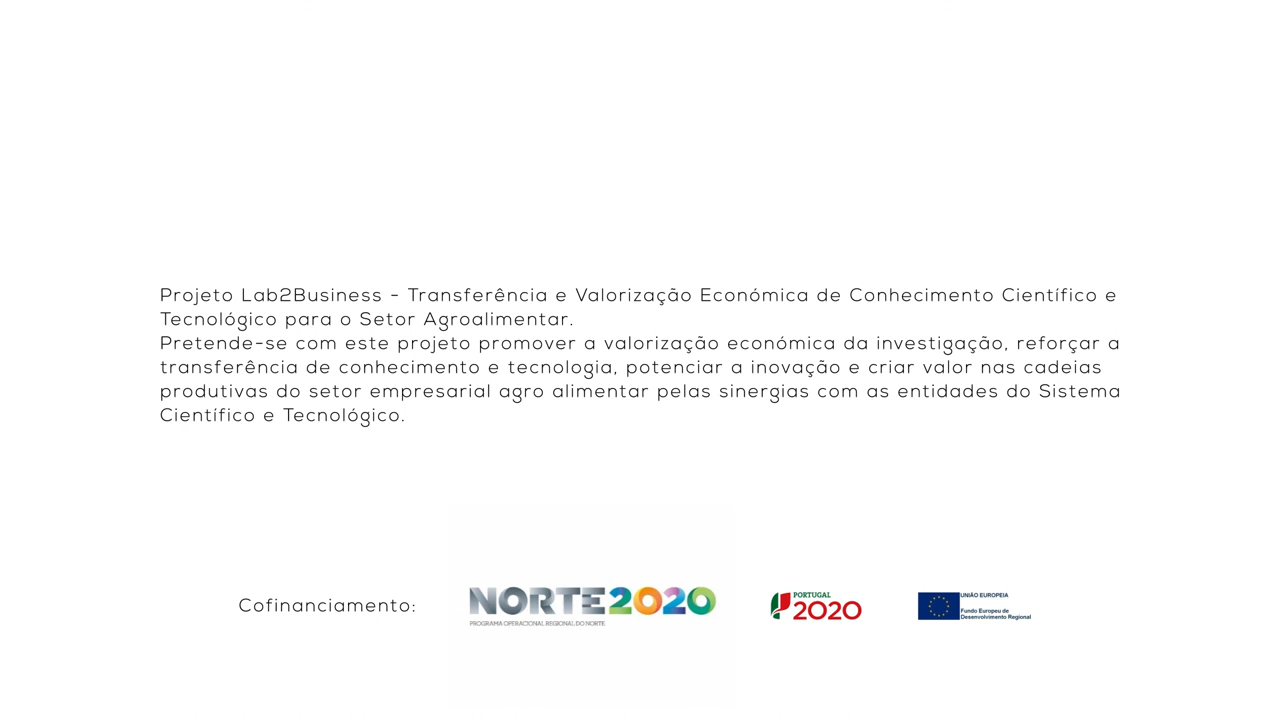 Projeto Lab2Business - Transferência e Valorização Económica de Conhecimento Científico e
Tecnológico para o Setor Agroalimentar.
Pretende-se com este projeto promover a valorização económica da investigação, reforçar a
transferência de conhecimento e tecnologia, potenciar a inovação e criar valor nas cadeias
produtivas do setor empresarial agro alimentar pelas sinergias com as entidades do Sistema
Científico e Tecnológico.
Cofinanciamento:
NORTE2020
PROGRAMA OPERACIONAL REGIONAL DO NORTE
PORTUGAL
2020
UNIÃO EUROPEIA
Fundo Europeu de
Desenvolvimento Regional